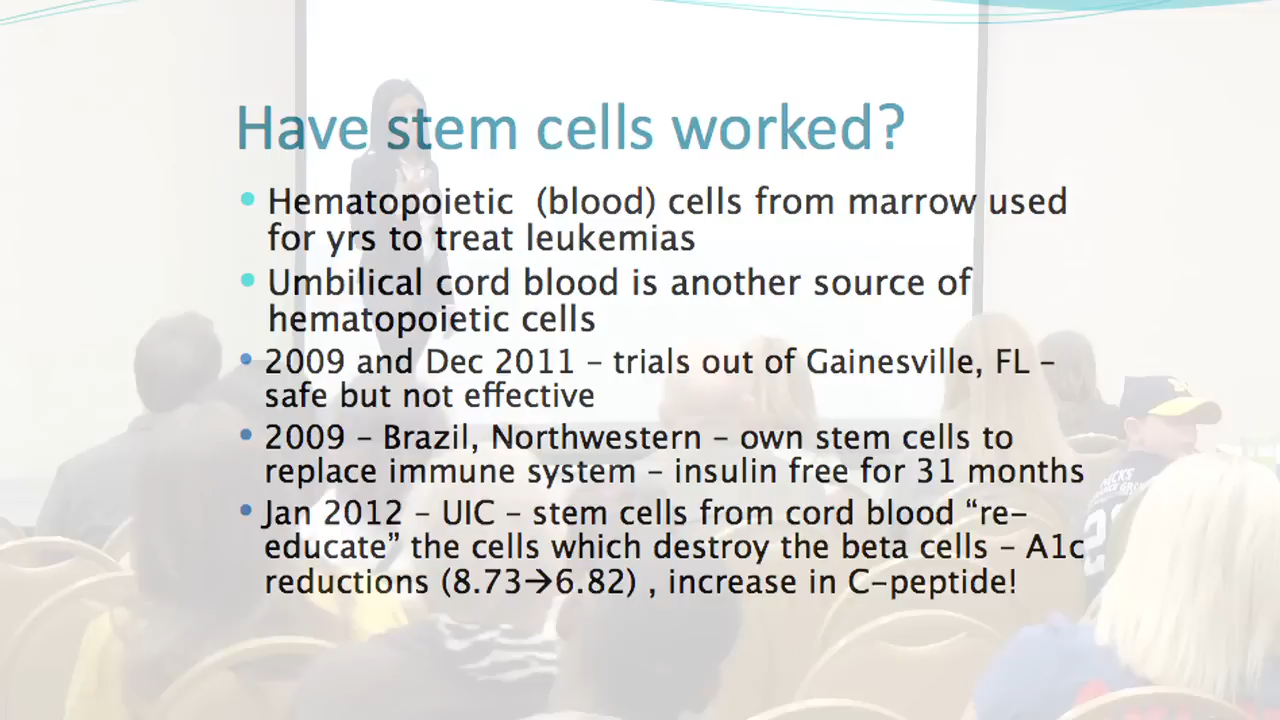 Have stem cells worked?
• Hematopoietic (blood) cells from marrow used
for yrs to treat leukemias
• Umbilical cord blood is another source of
hematopoietic cells
• 2009 and Dec 2011 – trials out of Gainesville, FL –
safe but not effective
• 2009 – Brazil, Northwestern – own stem cells to
replace immune system – insulin free for 31 months
• Jan 2012 – UIC – stem cells from cord blood “re-
educate” the cells which destroy the beta cells – A1c
reductions (8.73→6.82) , increase in C-peptide!